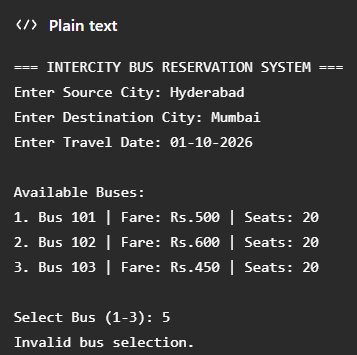 </> Plain text
=== INTERCITY BUS RESERVATION SYSTEM ===
Enter Source City: Hyderabad
Enter Destination City: Mumbai
Enter Travel Date: 01-10-2026
Available Buses:
1. Bus 101 | Fare: Rs.500 | Seats: 20
2. Bus 102 | Fare: Rs.600 | Seats: 20
3. Bus 103 | Fare: Rs.450 | Seats: 20
Select Bus (1-3): 5
Invalid bus selection.